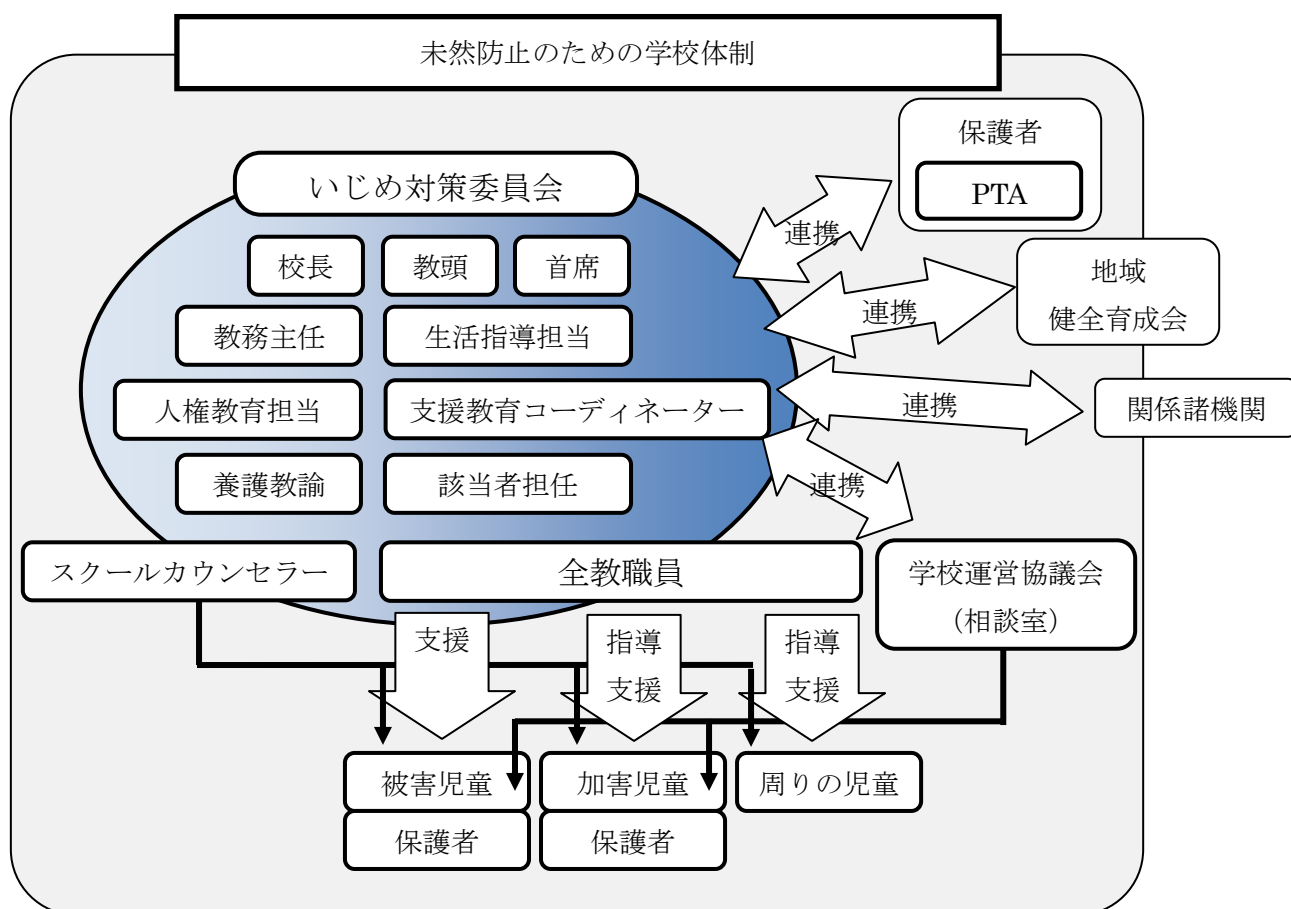 未然防止のための学校体制
保護者
PTA
いじめ対策委員会
連携
校長
教頭
首席
地域
健全育成会
連携
教務主任
生活指導担当
人権教育担当
支援教育コーディネーター
連携
関係諸機関
養護教諭
該当者担任
連携
スクールカウンセラー
全教職員
学校運営協議会
（相談室）
支援
指導
支援
指導
支援
被害児童
加害児童
周りの児童
保護者
保護者